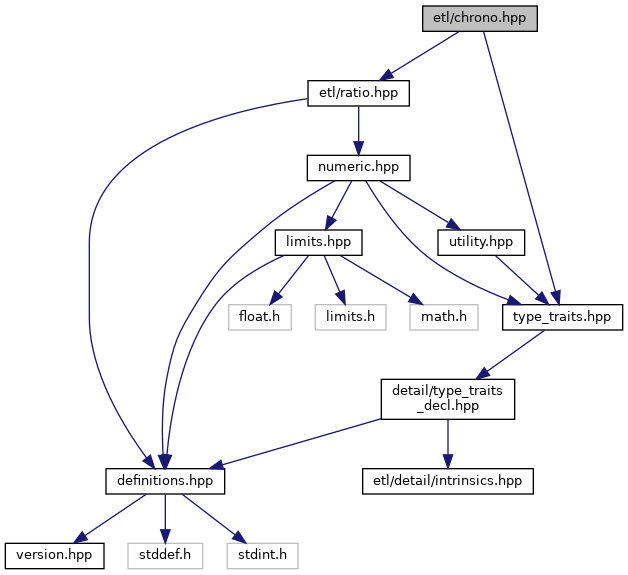 etl/chrono.hpp
etl/ratio.hpp
numeric.hpp
limits.hpp
utility.hpp
float.h
limits.h
math.h
type_traits.hpp
detail/type_traits
_decl.hpp
definitions.hpp
etl/detail/intrinsics.hpp
version.hpp
stddef.h
stdint.h